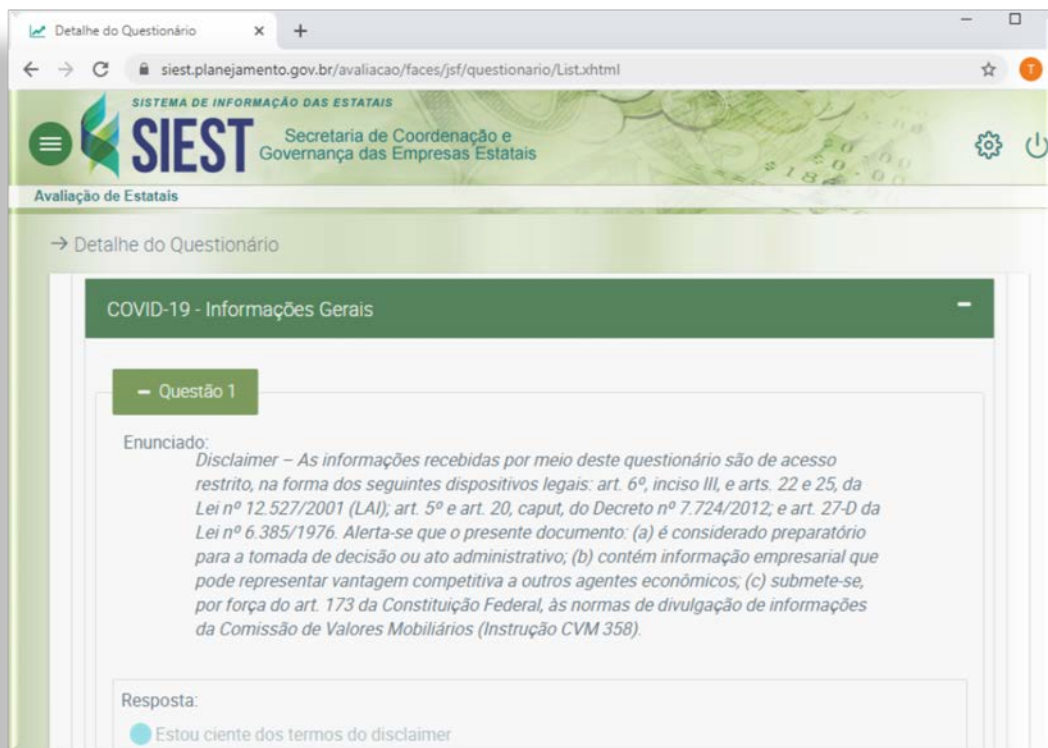 Detalhe do Questionário
siest.planejamento.gov.br/avaliacao/faces/jsf/questionario/List.xhtml
T
SISTEMA DE INFORMAÇÃO DAS ESTATAIS
SIEST
Secretaria de Coordenação e
Governança das Empresas Estatais
Avaliação de Estatais
→ Detalhe do Questionário
COVID-19 - Informações Gerais
Questão 1
Enunciado:
Disclaimer – As informações recebidas por meio deste questionário são de acesso
restrito, na forma dos seguintes dispositivos legais: art. 6º, inciso III, e arts. 22 e 25, da
Lei nº 12.527/2001 (LAI); art. 5º e art. 20, caput, do Decreto nº 7.724/2012; e art. 27-D da
Lei nº 6.385/1976. Alerta-se que o presente documento: (a) é considerado preparatório
para a tomada de decisão ou ato administrativo; (b) contém informação empresarial que
pode representar vantagem competitiva a outros agentes econômicos; (c) submete-se,
por força do art. 173 da Constituição Federal, às normas de divulgação de informações
da Comissão de Valores Mobiliários (Instrução CVM 358).
Resposta:
Estou ciente dos termos do disclaimer